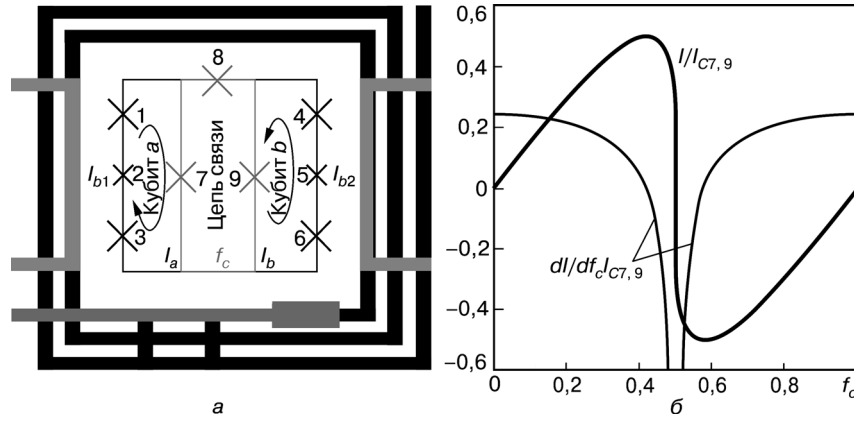 8
1
4
I_b1
2
Кубит a
7
Цепь связи
9
Кубит b
5
I_b2
3
6
I_a
f_c
I_b
а
0,6
0,4
0,2
0
−0,2
−0,4
−0,6
I/I_C7, 9
dI/df_cI_C7, 9
0
0,2
0,4
0,6
0,8
f_c
б